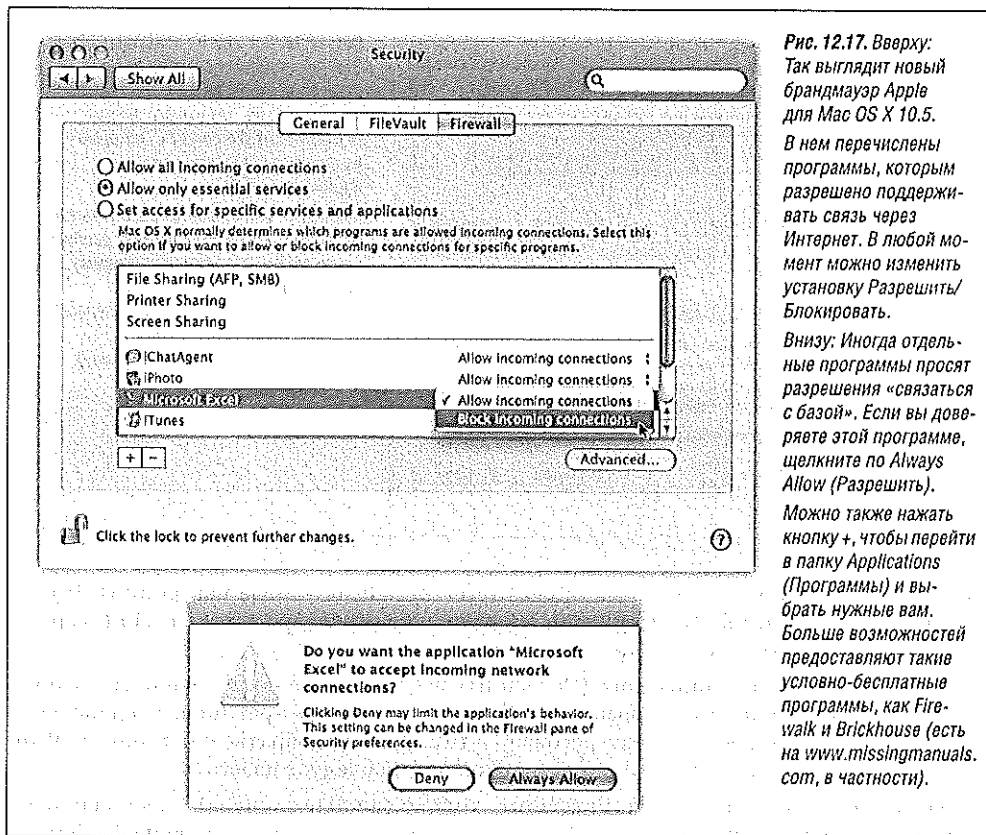 Security
Show All
General
FileVault
Firewall
Allow all incoming connections
Allow only essential services
Set access for specific services and applications
Mac OS X normally determines which programs are allowed incoming connections. Select this
option if you want to allow or block incoming connections for specific programs.
File Sharing (AFP, SMB)
Printer Sharing
Screen Sharing
iChatAgent Allow incoming connections
iPhoto Allow incoming connections
Microsoft Excel ✓ Allow incoming connections
iTunes Block incoming connections
+ −
Advanced...
Click the lock to prevent further changes.
?
Do you want the application "Microsoft
Excel" to accept incoming network
connections?
Clicking Deny may limit the application's behavior.
This setting can be changed in the Firewall pane of
Security preferences.
Deny
Always Allow
Рис. 12.17. Вверху:
Так выглядит новый
брандмауэр Apple
для Mac OS X 10.5.
В нем перечислены
программы, которым
разрешено поддержи-
вать связь через
Интернет. В любой мо-
мент можно изменить
установку Разрешить/
Блокировать.
Внизу: Иногда отдель-
ные программы просят
разрешения «связаться
с базой». Если вы дове-
ряете этой программе,
щелкните по Always
Allow (Разрешить).
Можно также нажать
кнопку +, чтобы перейти
в папку Applications
(Программы) и вы-
брать нужные вам.
Больше возможностей
предоставляют такие
условно-бесплатные
программы, как Fire-
walk и Brickhouse (есть
на www.missingmanuals.
com, в частности).